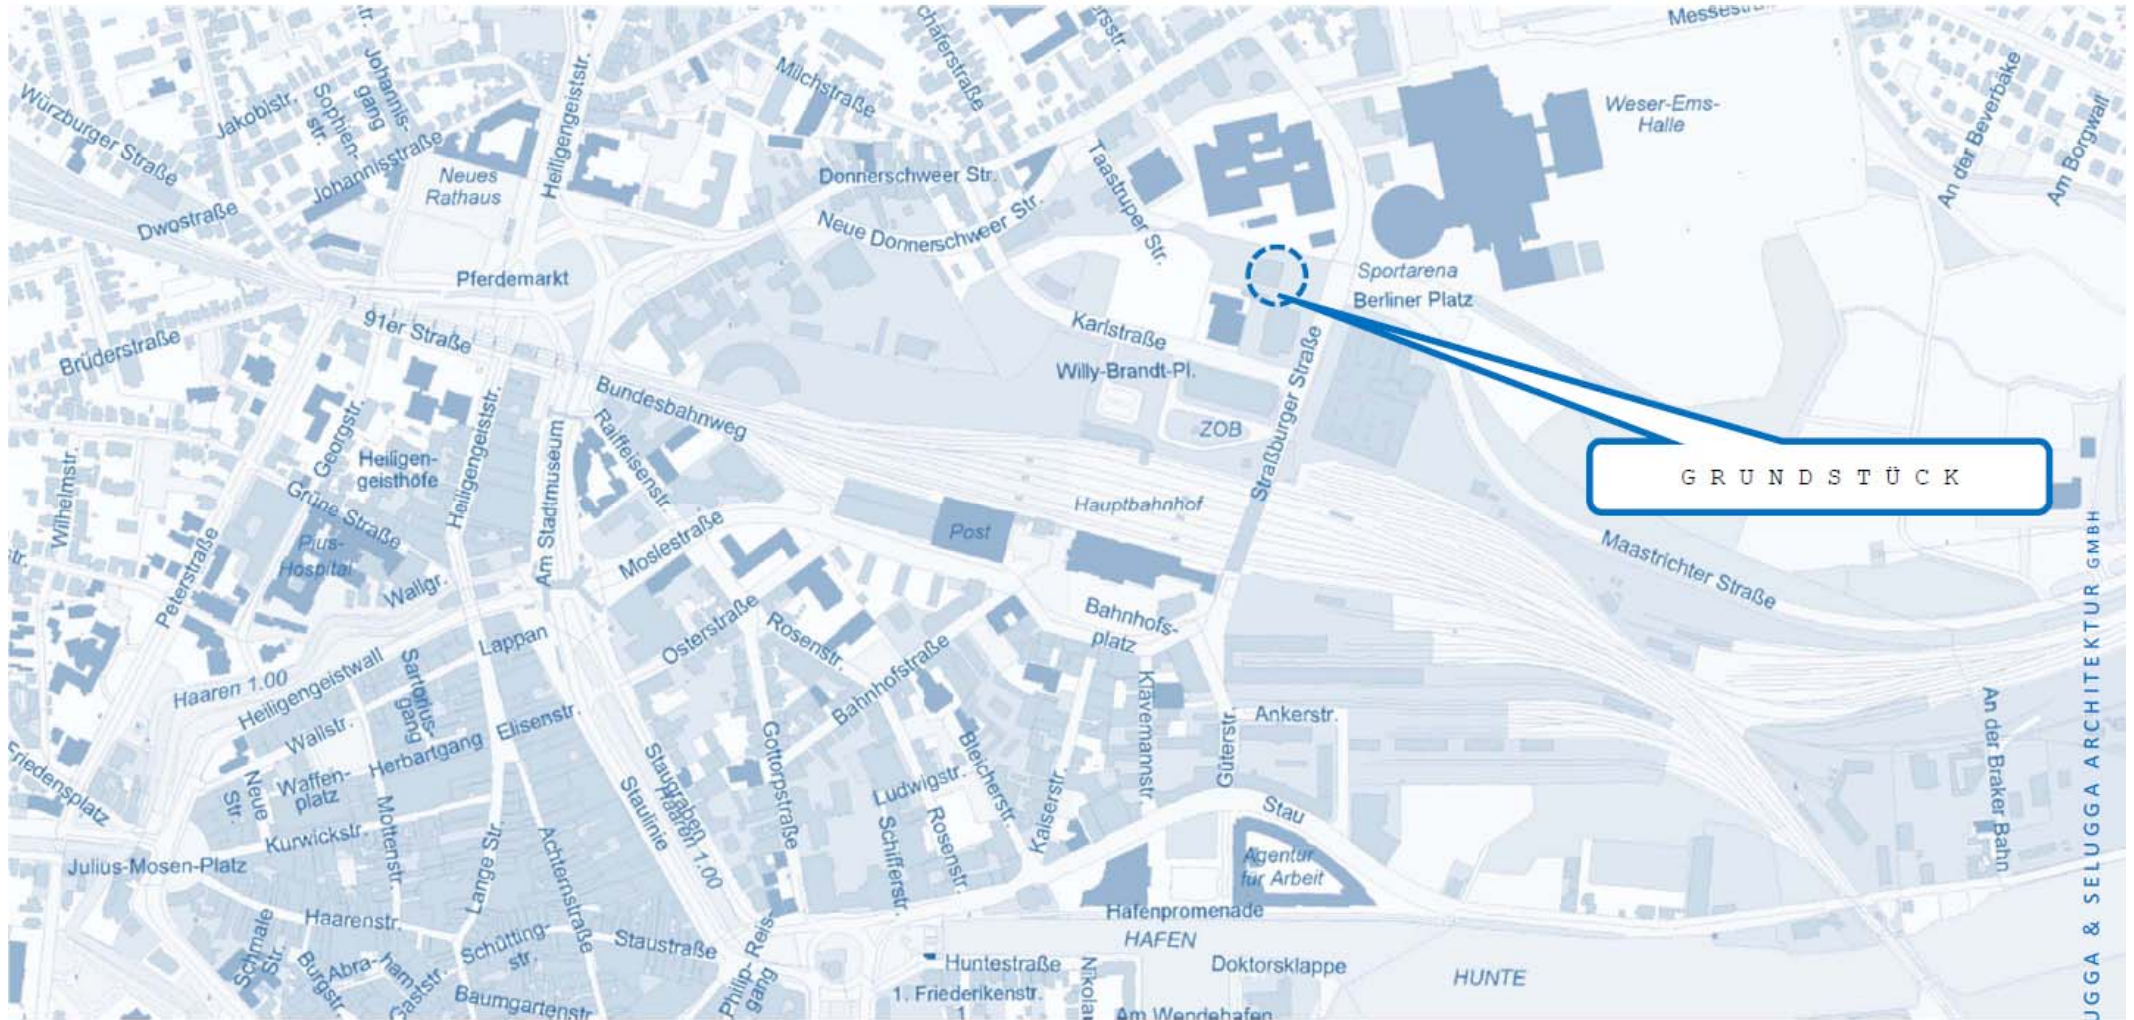 Messestr
Würzburger Straße
Jakobistr.
Sophien-
str.
Johannis-
gang
Johannisstraße
Heiligengeiststr.
Milchstraße
chäferstraße
ersstr.
Weser-Ems-
Halle
An der Beverbäke
Am Borgwall
Dwostraße
Neues
Rathaus
Donnerschweer Str.
Neue Donnerschweer Str.
Taastruper Str.
Pferdemarkt
Sportarena
Berliner Platz
91er Straße
Brüderstraße
Karlstraße
Willy-Brandt-Pl.
ZOB
Straßburger Straße
GRUNDSTÜCK
Bundesbahnweg
Raiffeisenstr.
Georgstr.
Heiligen-
geisthöfe
Heiligengeiststr.
Am Stadtmuseum
Wilhelmstr.
Grüne Straße
Pius-
Hospital
Peterstraße
Wallgr.
Moslestraße
Post
Hauptbahnhof
Maastrichter Straße
Bahnhofs-
platz
Osterstraße
Rosenstr.
Bahnhofstraße
Lappan
Haaren 1.00
Heiligengeistwall
Sartorius-
gang
Wallstr.
Herbartgang
Elisenstr.
Friedensplatz
Neue
Str.
Waffen-
platz
Mottenstr.
Kurwickstr.
Julius-Mosen-Platz
Staugraben
Haaren 1.00
Staulinie
Gottorpstraße
Ludwigstr.
Bleicherstr.
Schifferstr.
Rosenstr.
Kaiserstr.
Klävemannstr.
Güterstr.
Ankerstr.
Stau
Agentur
für Arbeit
An der Braker Bahn
Haarenstr.
Lange Str.
Achternstraße
Schütting-
str.
Staustraße
Schmale
Str.
Burgstr.
Abra-
ham
Gaststr.
Baumgartenstr
Philip-Reis-
gang
Hafenpromenade
HAFEN
Huntestraße
1. Friederikenstr.
1
Nikolau
Am Wendehafen
Doktorsklappe
HUNTE
UGGA & SELUGGA ARCHITEKTUR GMBH